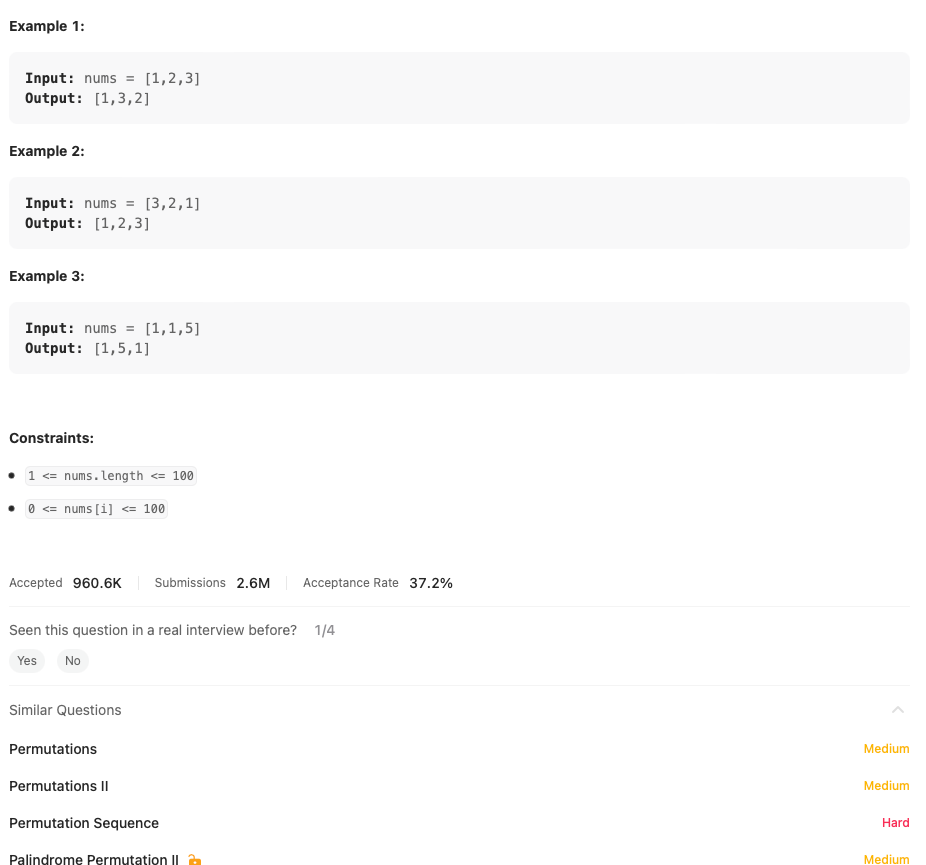 Example 1:
Input: nums = [1,2,3]
Output: [1,3,2]
Example 2:
Input: nums = [3,2,1]
Output: [1,2,3]
Example 3:
Input: nums = [1,1,5]
Output: [1,5,1]
Constraints:
1 <= nums.length <= 100
0 <= nums[i] <= 100
Accepted 960.6K Submissions 2.6M Acceptance Rate 37.2%
Seen this question in a real interview before? 1/4
Yes No
Similar Questions
Permutations Medium
Permutations II Medium
Permutation Sequence Hard
Palindrome Permutation II Medium